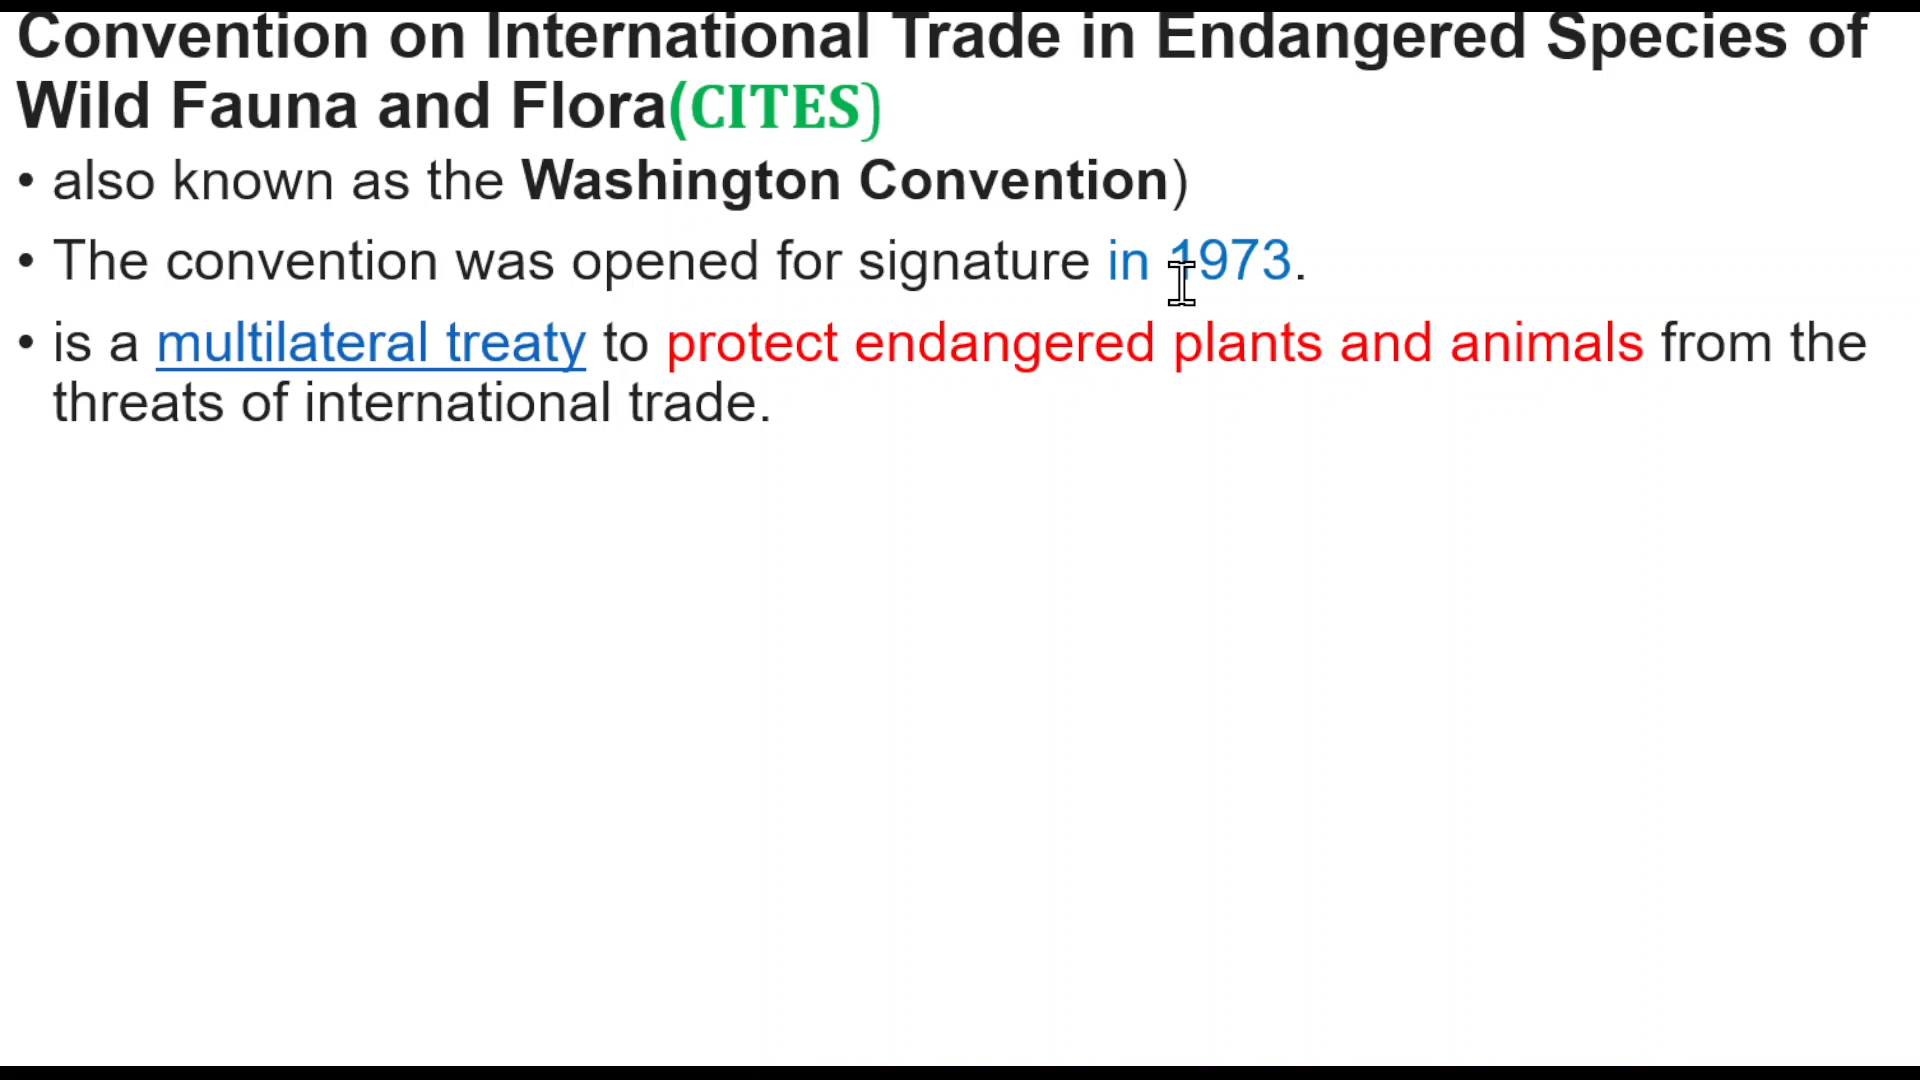 Convention on International Trade in Endangered Species of
Wild Fauna and Flora(CITES)
• also known as the Washington Convention)
• The convention was opened for signature in 1973.
• is a multilateral treaty to protect endangered plants and animals from the
threats of international trade.